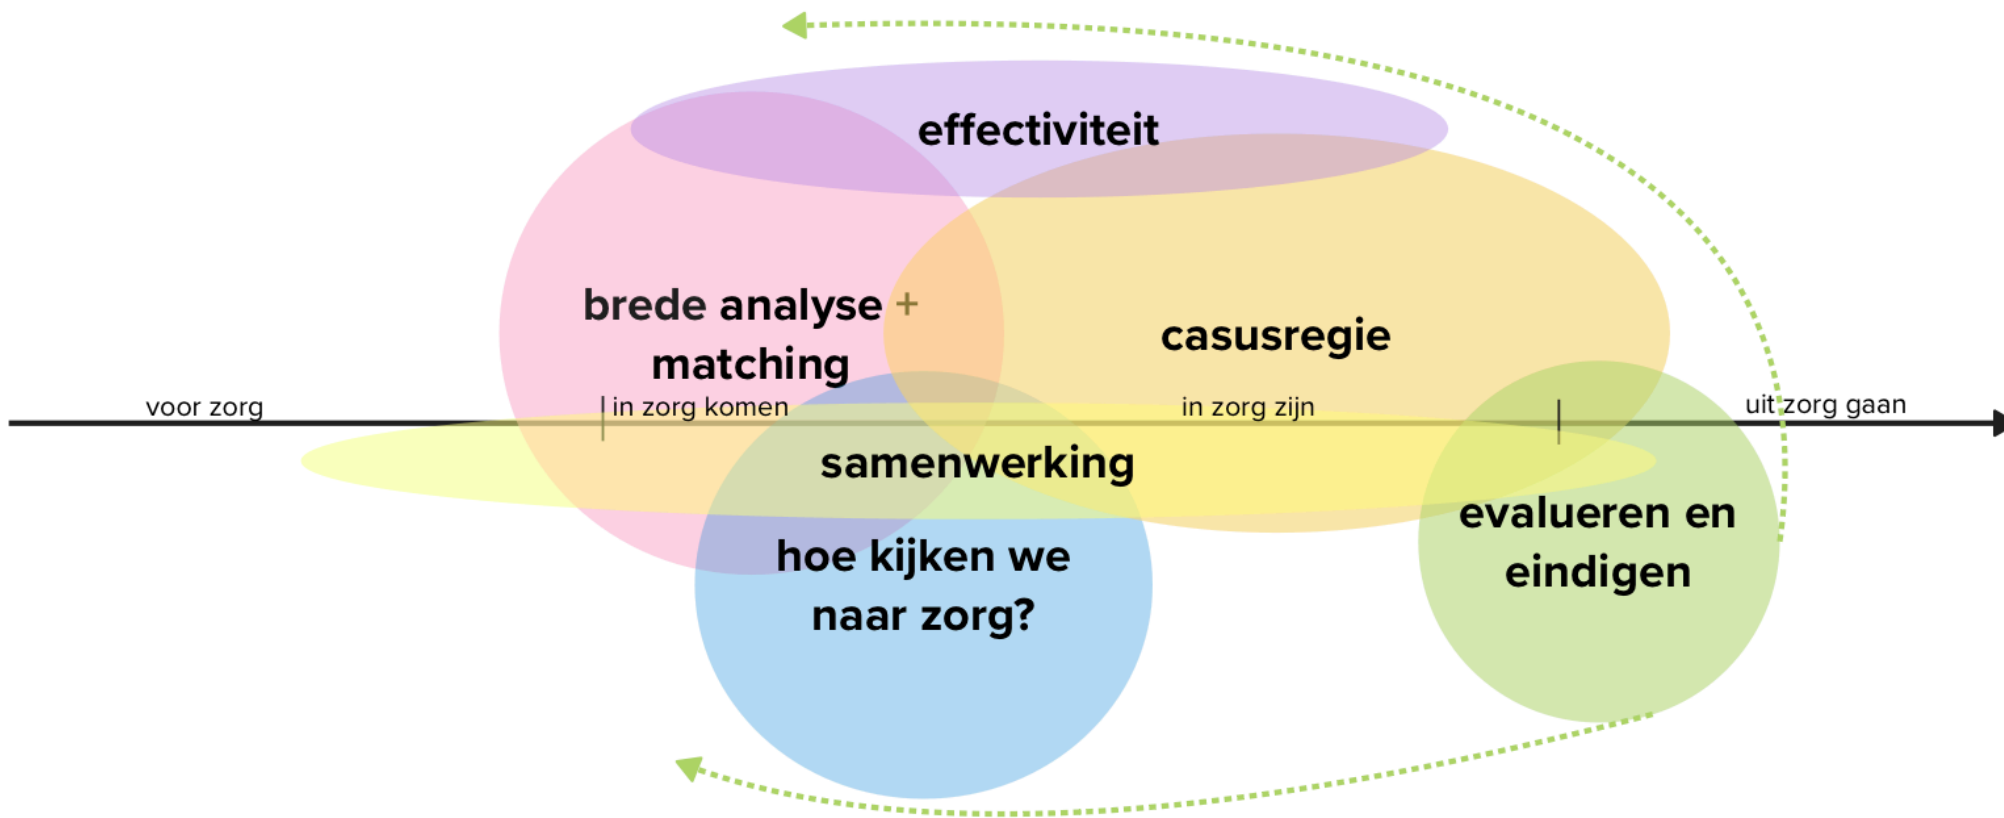 effectiviteit
brede analyse +
matching
casusregie
voor zorg
in zorg komen
in zorg zijn
uit zorg gaan
samenwerking
hoe kijken we
naar zorg?
evalueren en
eindigen